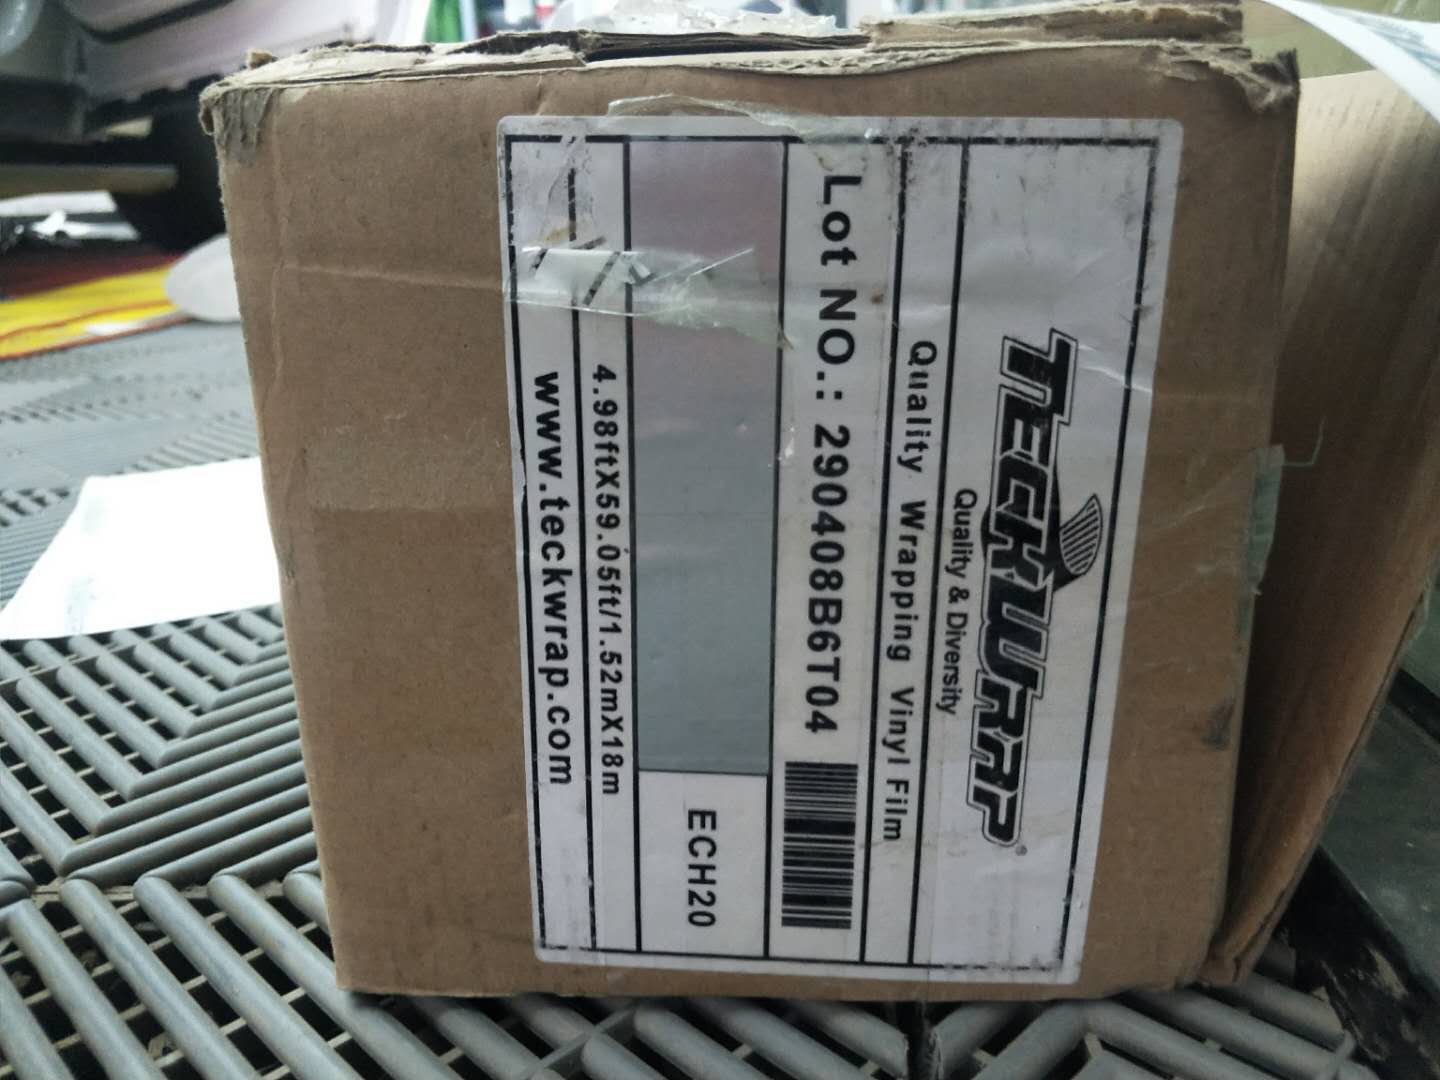 TECKWRAP®
Quality & Diversity
Quality Wrapping Vinyl Film
Lot NO.: 290408B6T04
ECH20
4.98ftX59.05ft/1.52mX18m
www.teckwrap.com